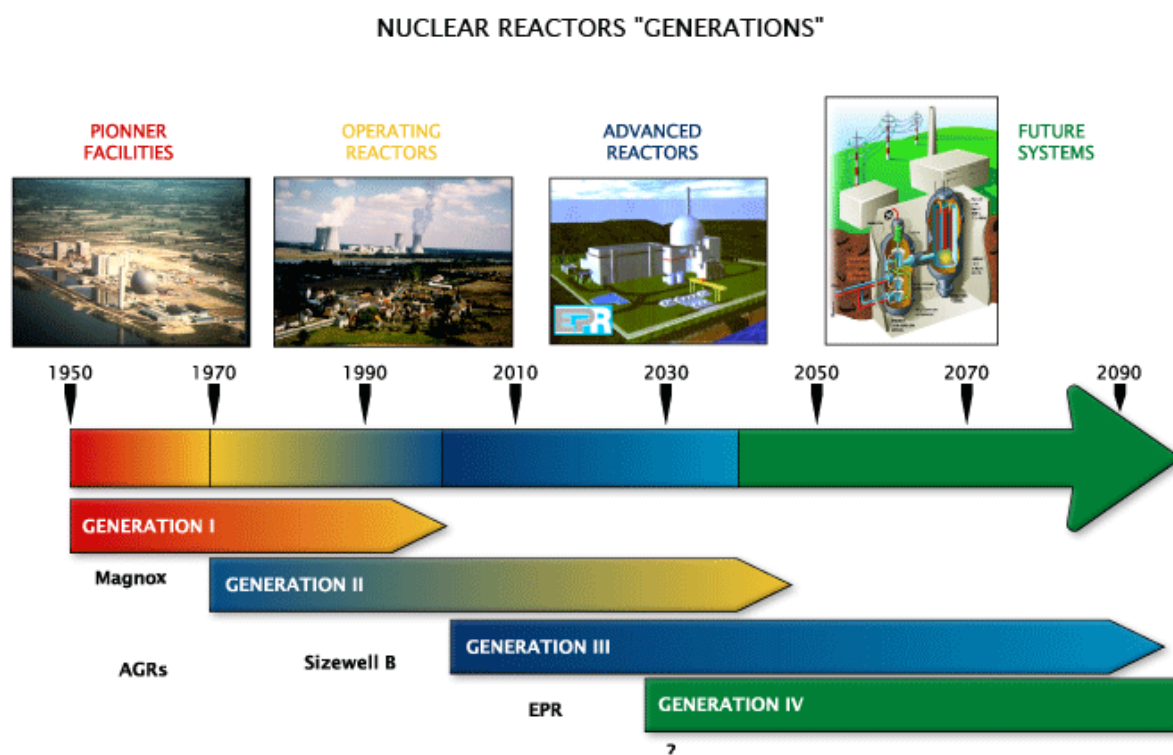 NUCLEAR REACTORS "GENERATIONS"
PIONNER
FACILITIES
OPERATING
REACTORS
ADVANCED
REACTORS
FUTURE
SYSTEMS
EPR
1950 1970 1990 2010 2030 2050 2070 2090
GENERATION I
Magnox
GENERATION II
AGRs
Sizewell B
GENERATION III
EPR
GENERATION IV
?